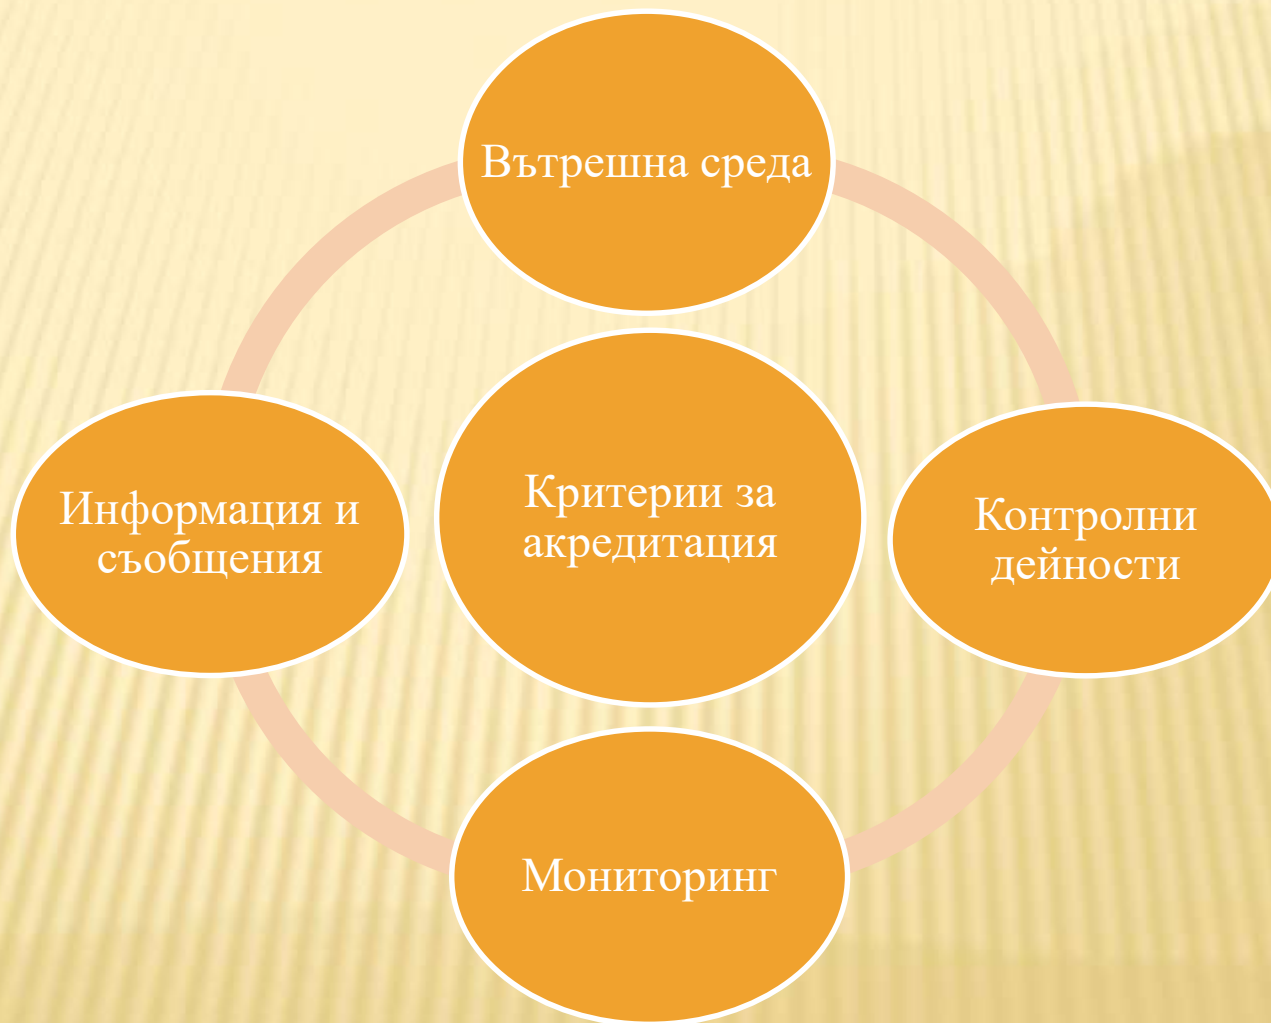 Вътрешна среда
Информация и
съобщения
Критерии за
акредитация
Контролни
дейности
Мониторинг